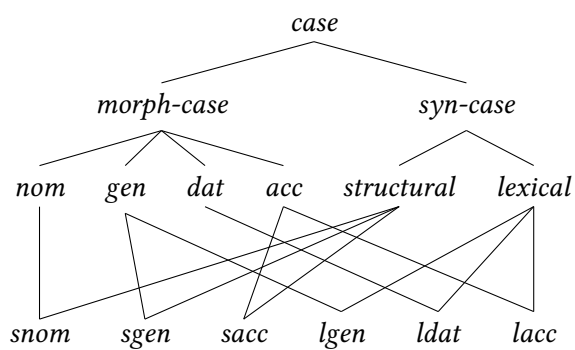 case
morph-case syn-case
nom gen dat acc structural lexical
snom sgen sacc lgen ldat lacc